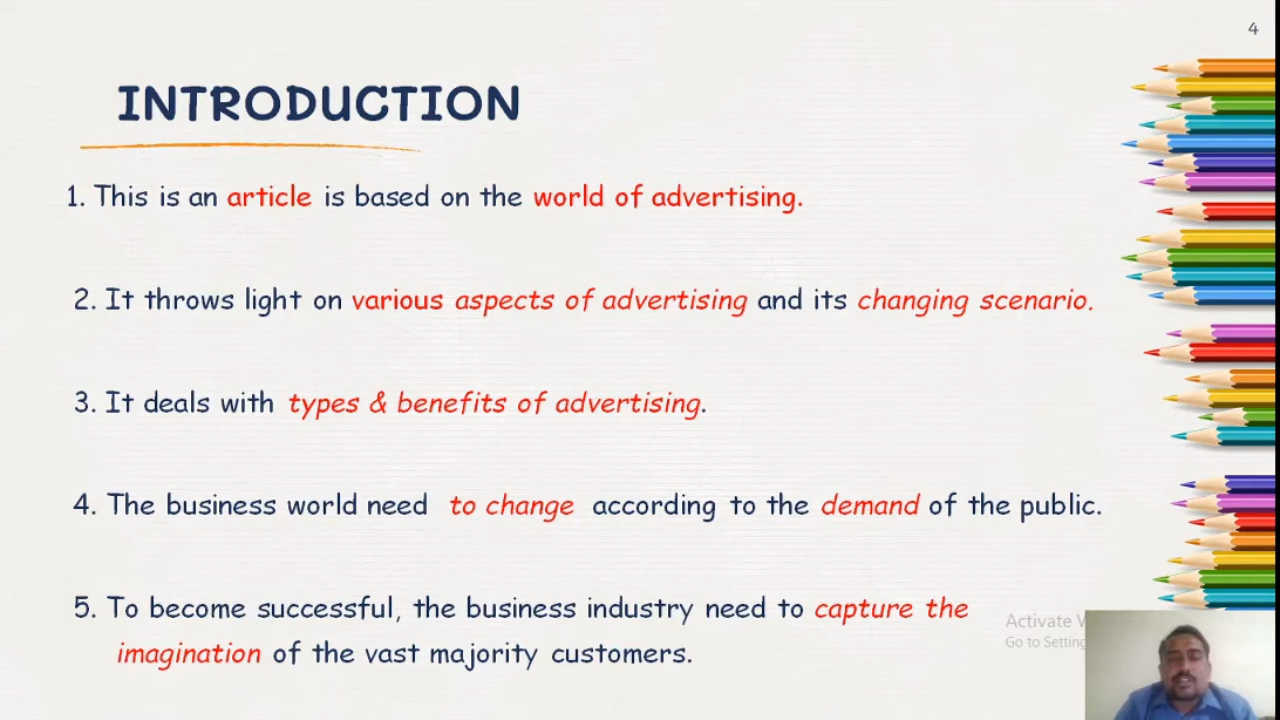 4
INTRODUCTION
1. This is an article is based on the world of advertising.
2. It throws light on various aspects of advertising and its changing scenario.
3. It deals with types & benefits of advertising.
4. The business world need to change according to the demand of the public.
5. To become successful, the business industry need to capture the
imagination of the vast majority customers.
Activate
Go to Setting